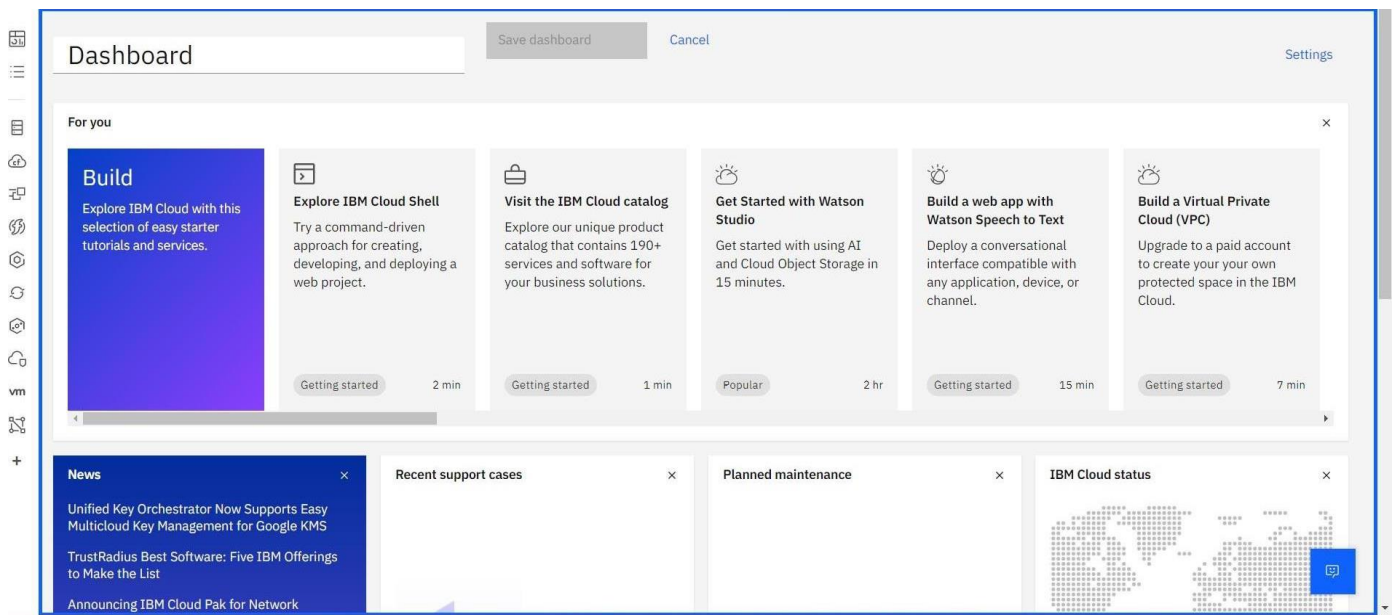 Dashboard
Save dashboard
Cancel
Settings
For you
Build
Explore IBM Cloud with this
selection of easy starter
tutorials and services.
Explore IBM Cloud Shell
Try a command-driven
approach for creating,
developing, and deploying a
web project.
Getting started 2 min
Visit the IBM Cloud catalog
Explore our unique product
catalog that contains 190+
services and software for
your business solutions.
Getting started 1 min
Get Started with Watson
Studio
Get started with using AI
and Cloud Object Storage in
15 minutes.
Popular 2 hr
Build a web app with
Watson Speech to Text
Deploy a conversational
interface compatible with
any application, device, or
channel.
Getting started 15 min
Build a Virtual Private
Cloud (VPC)
Upgrade to a paid account
to create your your own
protected space in the IBM
Cloud.
Getting started 7 min
vm
News
Unified Key Orchestrator Now Supports Easy
Multicloud Key Management for Google KMS
TrustRadius Best Software: Five IBM Offerings
to Make the List
Announcing IBM Cloud Pak for Network
Recent support cases
Planned maintenance
IBM Cloud status